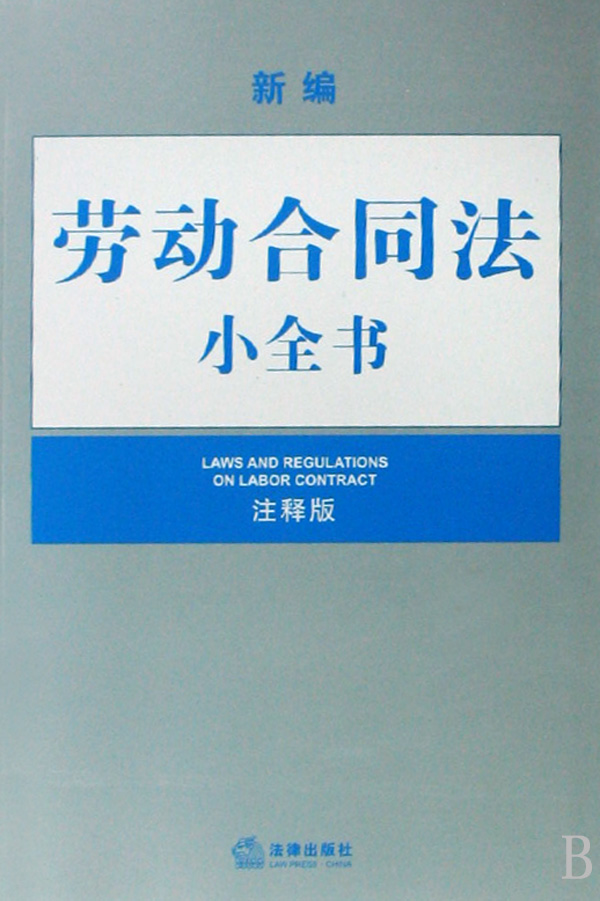 新编
劳动合同法
小全书
LAWS AND REGULATIONS
ON LABOR CONTRACT
注释版
法律出版社
LAW PRESS · CHINA
B